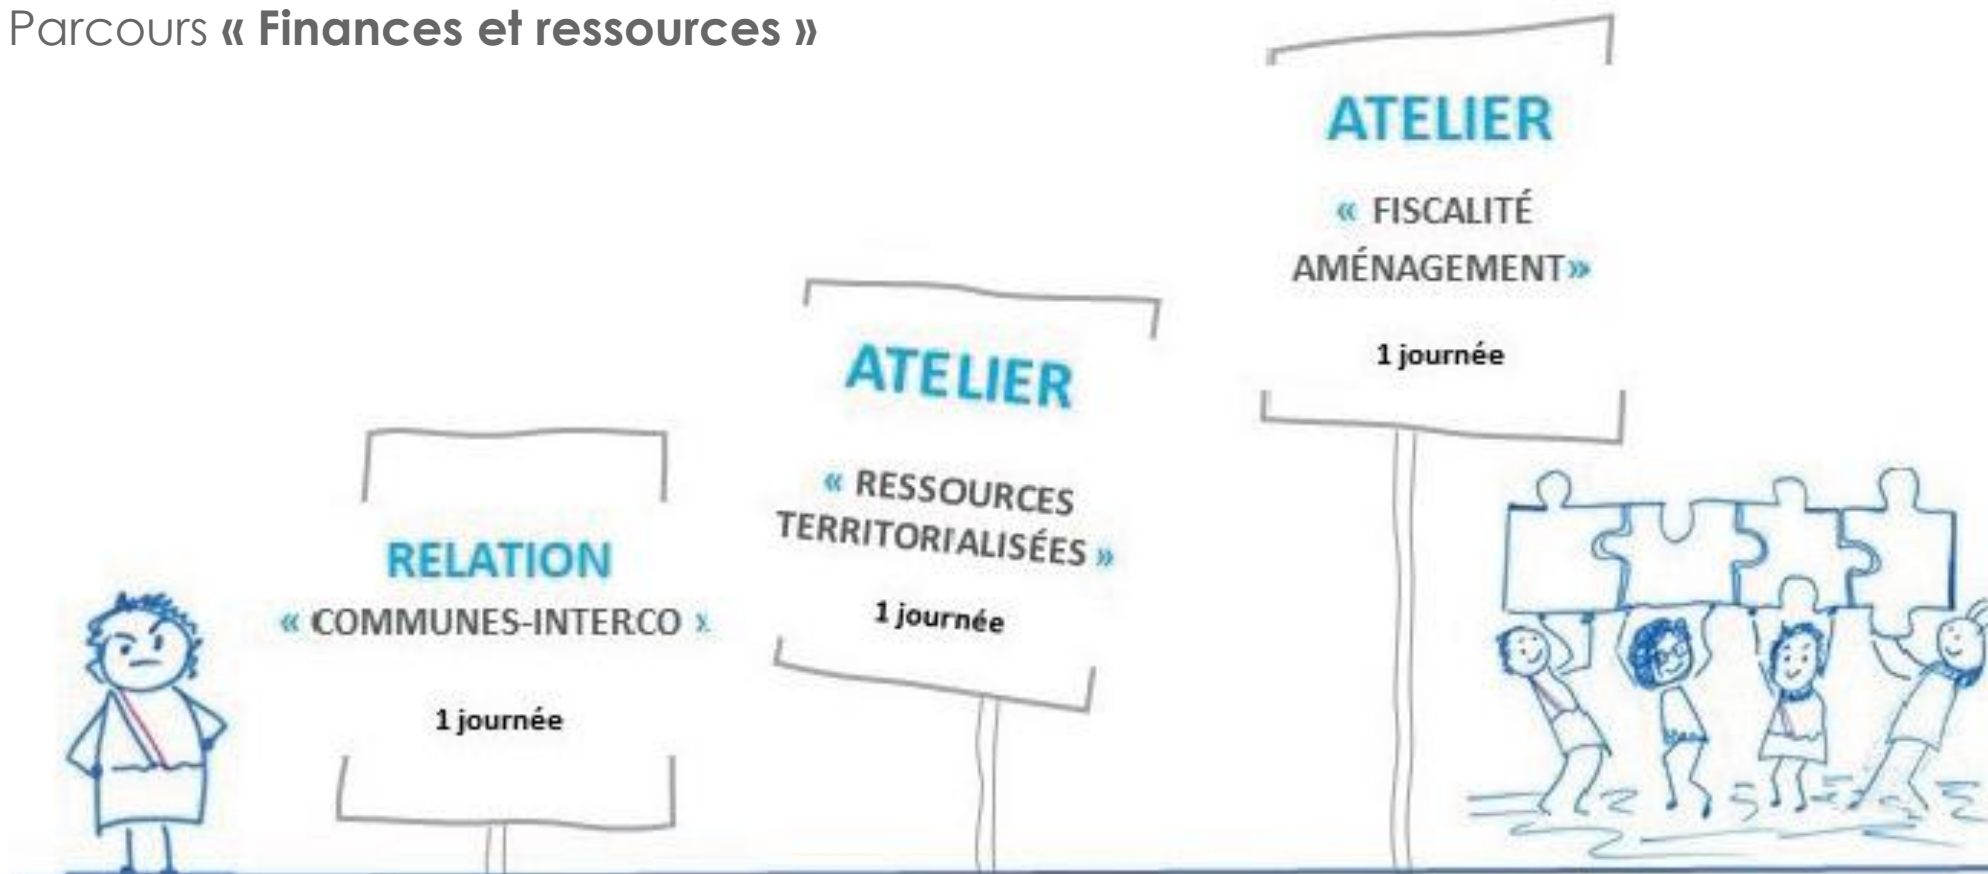 Parcours « Finances et ressources »
RELATION
« COMMUNES-INTERCO »
1 journée
ATELIER
« RESSOURCES
TERRITORIALISÉES »
1 journée
ATELIER
« FISCALITÉ
AMÉNAGEMENT»
1 journée